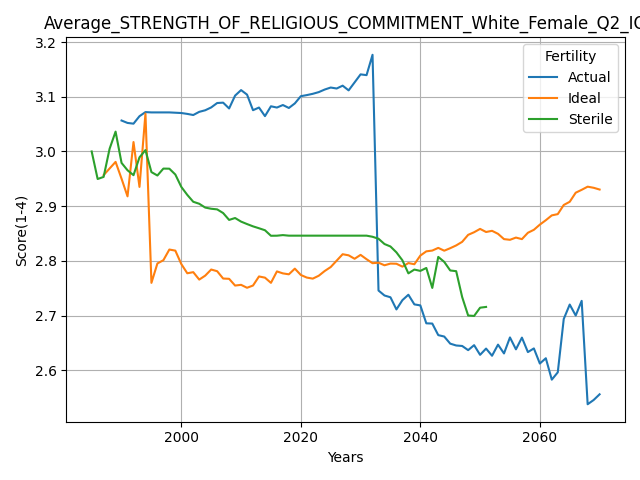 Average_STRENGTH_OF_RELIGIOUS_COMMITMENT_White_Female_Q2_IQ
Fertility
Actual
Ideal
Sterile
Score(1-4)
3.2
3.1
3.0
2.9
2.8
2.7
2.6
2000
2020
2040
2060
Years